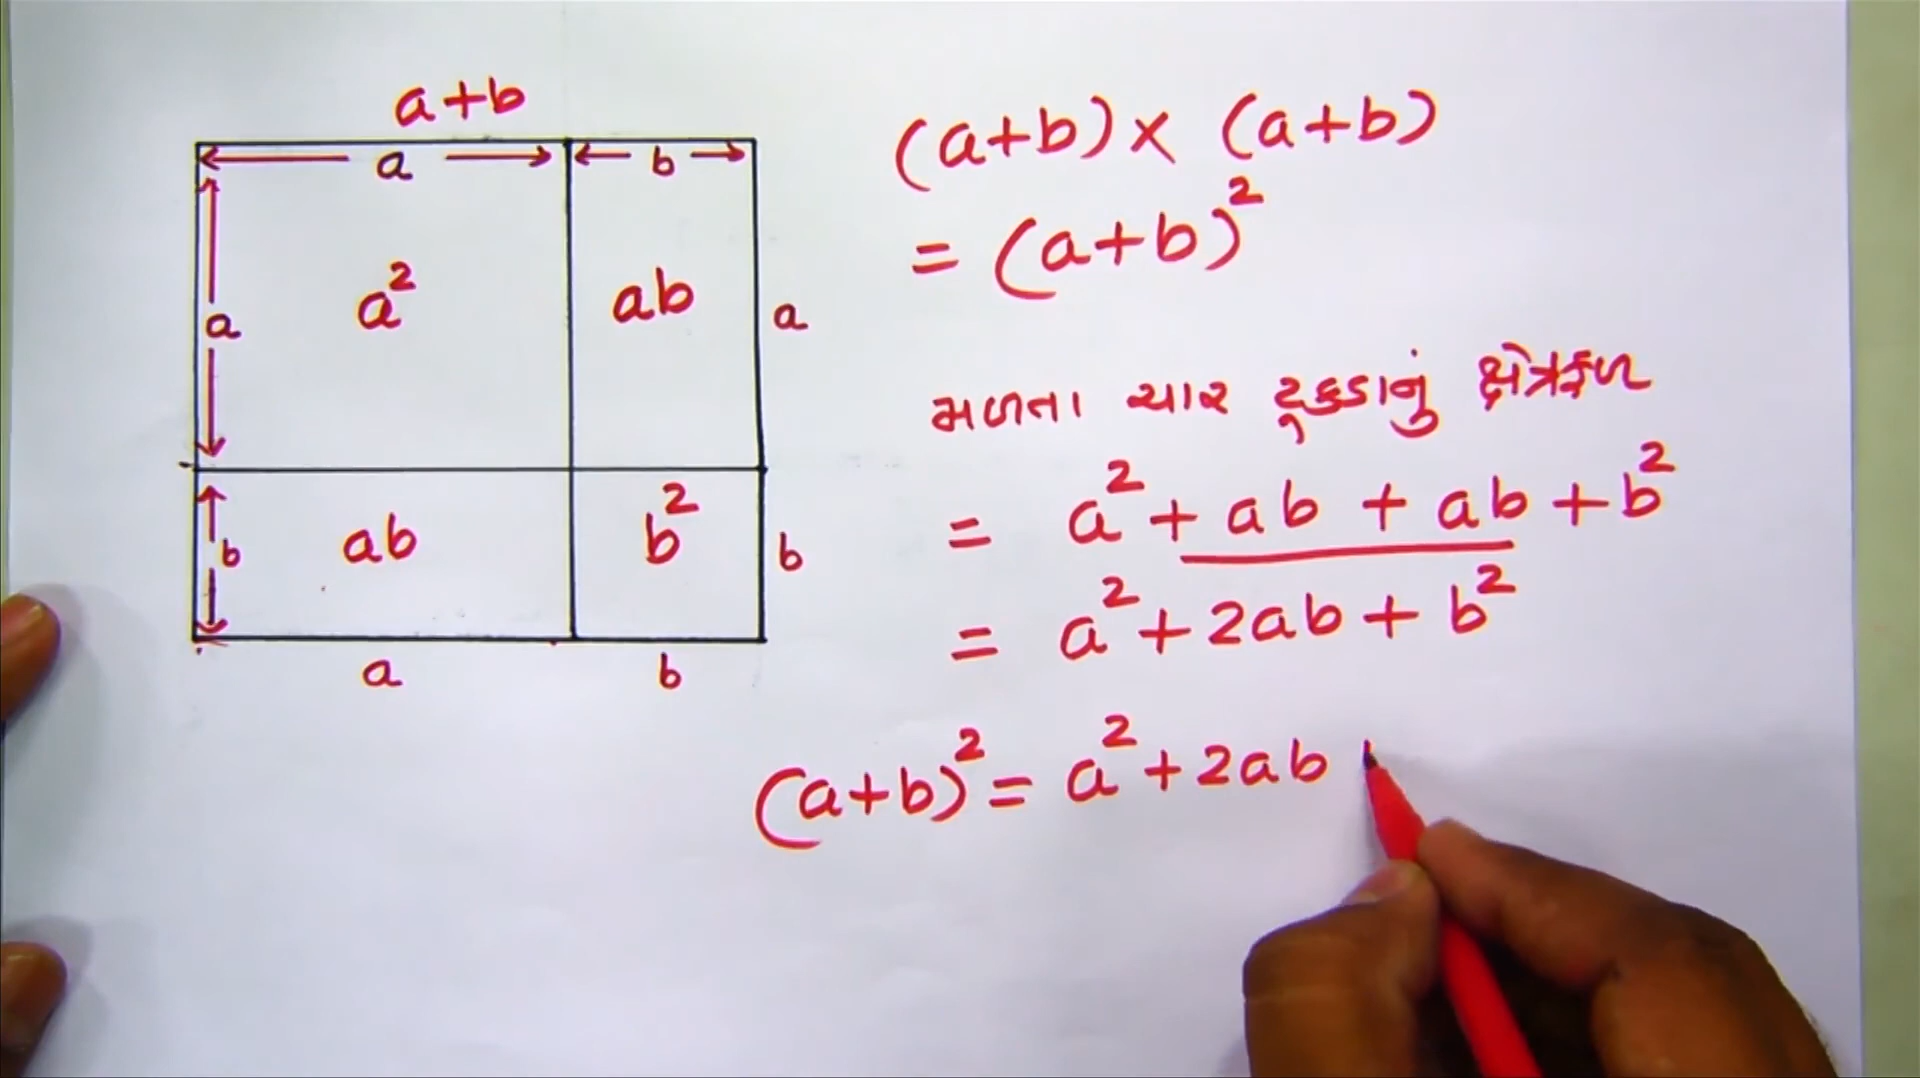 a+b
a b
a a² ab a
b ab b² b
a b
(a+b) x (a+b)
= (a+b)²
મળતા ચાર ટૂકડાનું ક્ષેત્રફળ
= a² + ab + ab + b²
= a² + 2ab + b²
(a+b)² = a² + 2ab